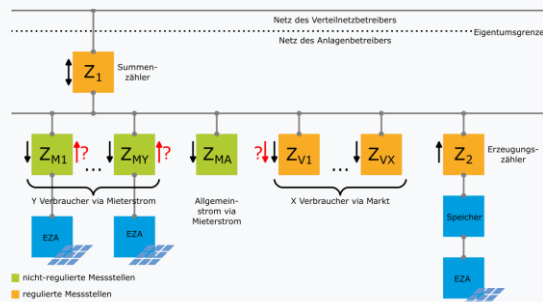 Netz des Verteilnetzbetreibers
Netz des Anlagenbetreibers
Eigentumsgrenze
Z1
Summen-
zähler
ZM1
?
...
ZMY
?
ZMA
?
ZV1
...
ZVX
Z2
Erzeugungs-
zähler
Y Verbraucher via Mieterstrom
Allgemein-
strom via
Mieterstrom
X Verbraucher via Markt
EZA
EZA
Speicher
EZA
nicht-regulierte Messstellen
regulierte Messstellen